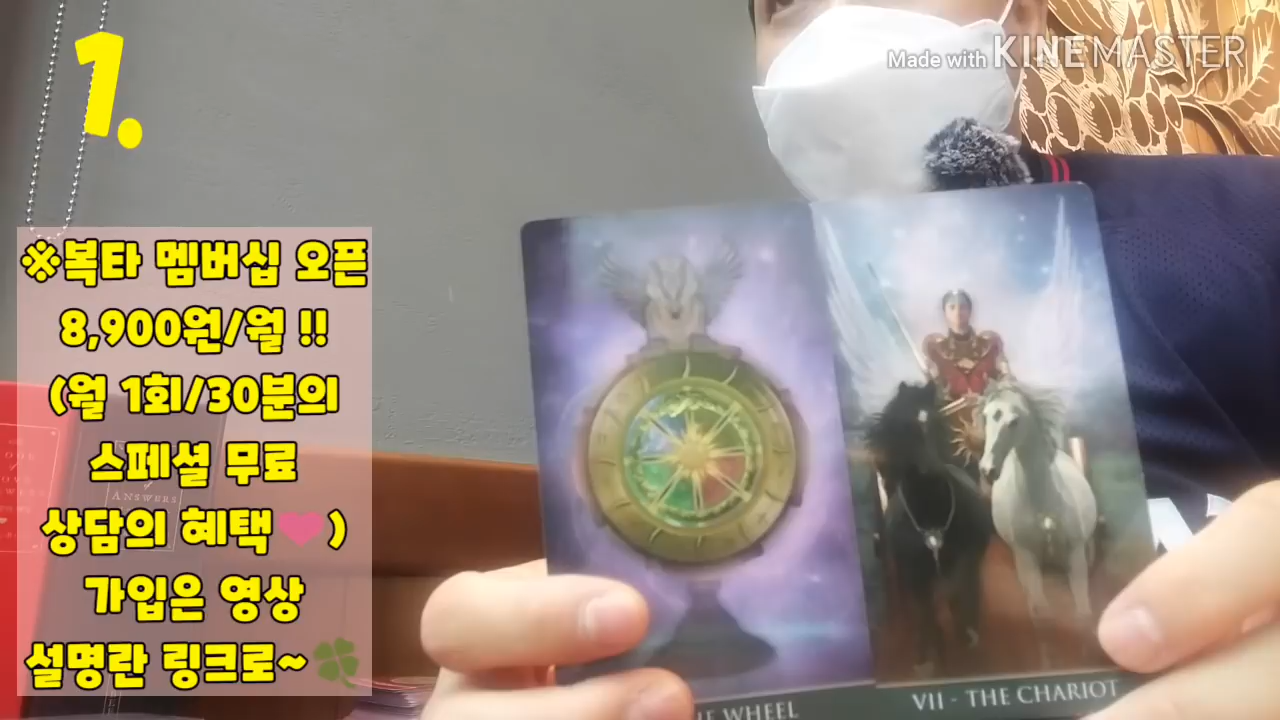 1.
Made with KINEMASTER
※복타 멤버십 오픈
8,900원/월 !!
(월 1회/30분의
스페셜 무료
상담의 혜택)
가입은 영상
설명란 링크로~
ANSWERS
WHEEL
VII - THE CHARIOT